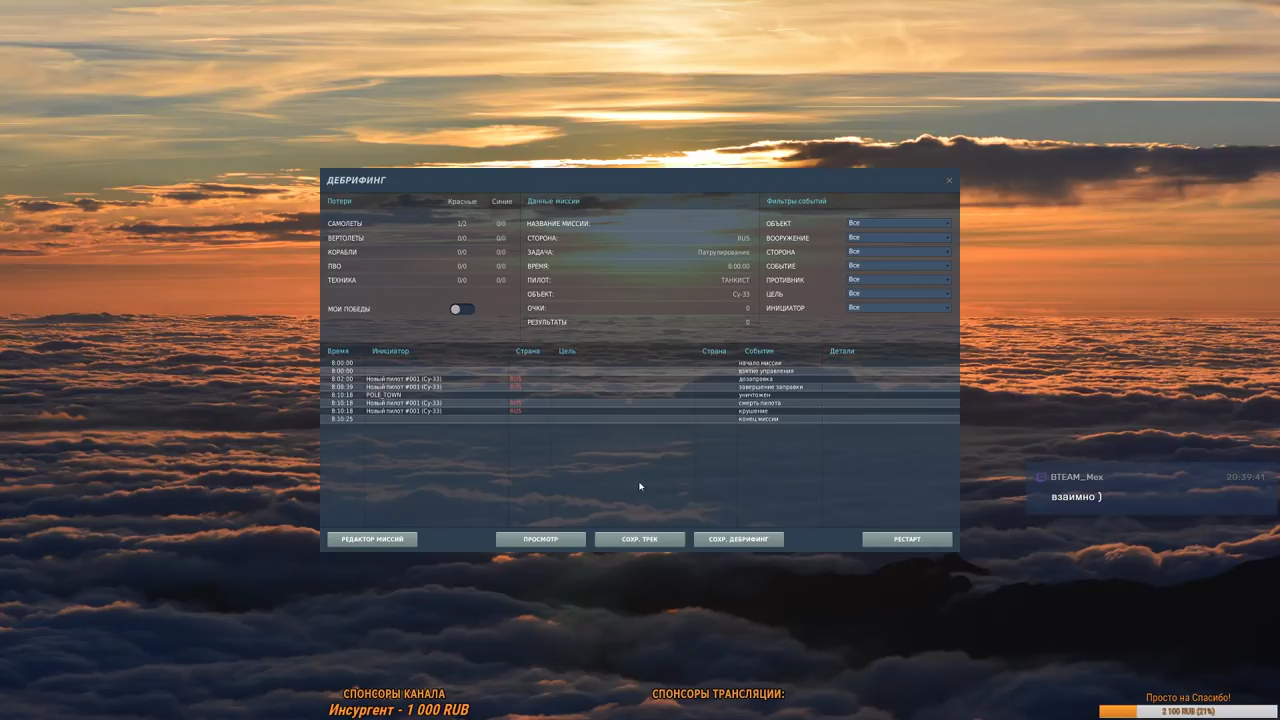 ДЕБРИФИНГ
Потери Красные Синие
САМОЛЕТЫ 1/2 0/0
ВЕРТОЛЕТЫ 0/0 0/0
КОРАБЛИ 0/0 0/0
ПВО 0/0 0/0
ТЕХНИКА 0/0 0/0
МОИ ПОБЕДЫ
Данные миссии
НАЗВАНИЕ МИССИИ:
СТОРОНА: RUS
ЗАДАЧА: Патрулирование
ВРЕМЯ: 8:00:00
ПИЛОТ: ТАНКИСТ
ОБЪЕКТ: Су-33
ОЧКИ: 0
РЕЗУЛЬТАТЫ 0
Фильтры событий
ОБЪЕКТ Все
ВООРУЖЕНИЕ Все
СТОРОНА Все
СОБЫТИЕ Все
ПРОТИВНИК Все
ЦЕЛЬ Все
ИНИЦИАТОР Все
Время Инициатор Страна Цель Страна Событие Детали
8:00:00 начало миссии
8:00:00 взятие управления
8:02:00 Новый пилот #001 (Су-33) RUS дозаправка
8:08:39 Новый пилот #001 (Су-33) RUS завершение заправки
8:10:18 POLE_TOWN уничтожен
8:10:18 Новый пилот #001 (Су-33) RUS смерть пилота
8:10:18 Новый пилот #001 (Су-33) RUS крушение
8:10:25 конец миссии
РЕДАКТОР МИССИЙ ПРОСМОТР СОХР. ТРЕК СОХР. ДЕБРИФИНГ РЕСТАРТ
BTEAM_Mex 20:39:41
взаимно )
СПОНСОРЫ КАНАЛА
Инсургент - 1 000 RUB
СПОНСОРЫ ТРАНСЛЯЦИИ:
Просто на Спасибо!
2 100 RUB (21%)